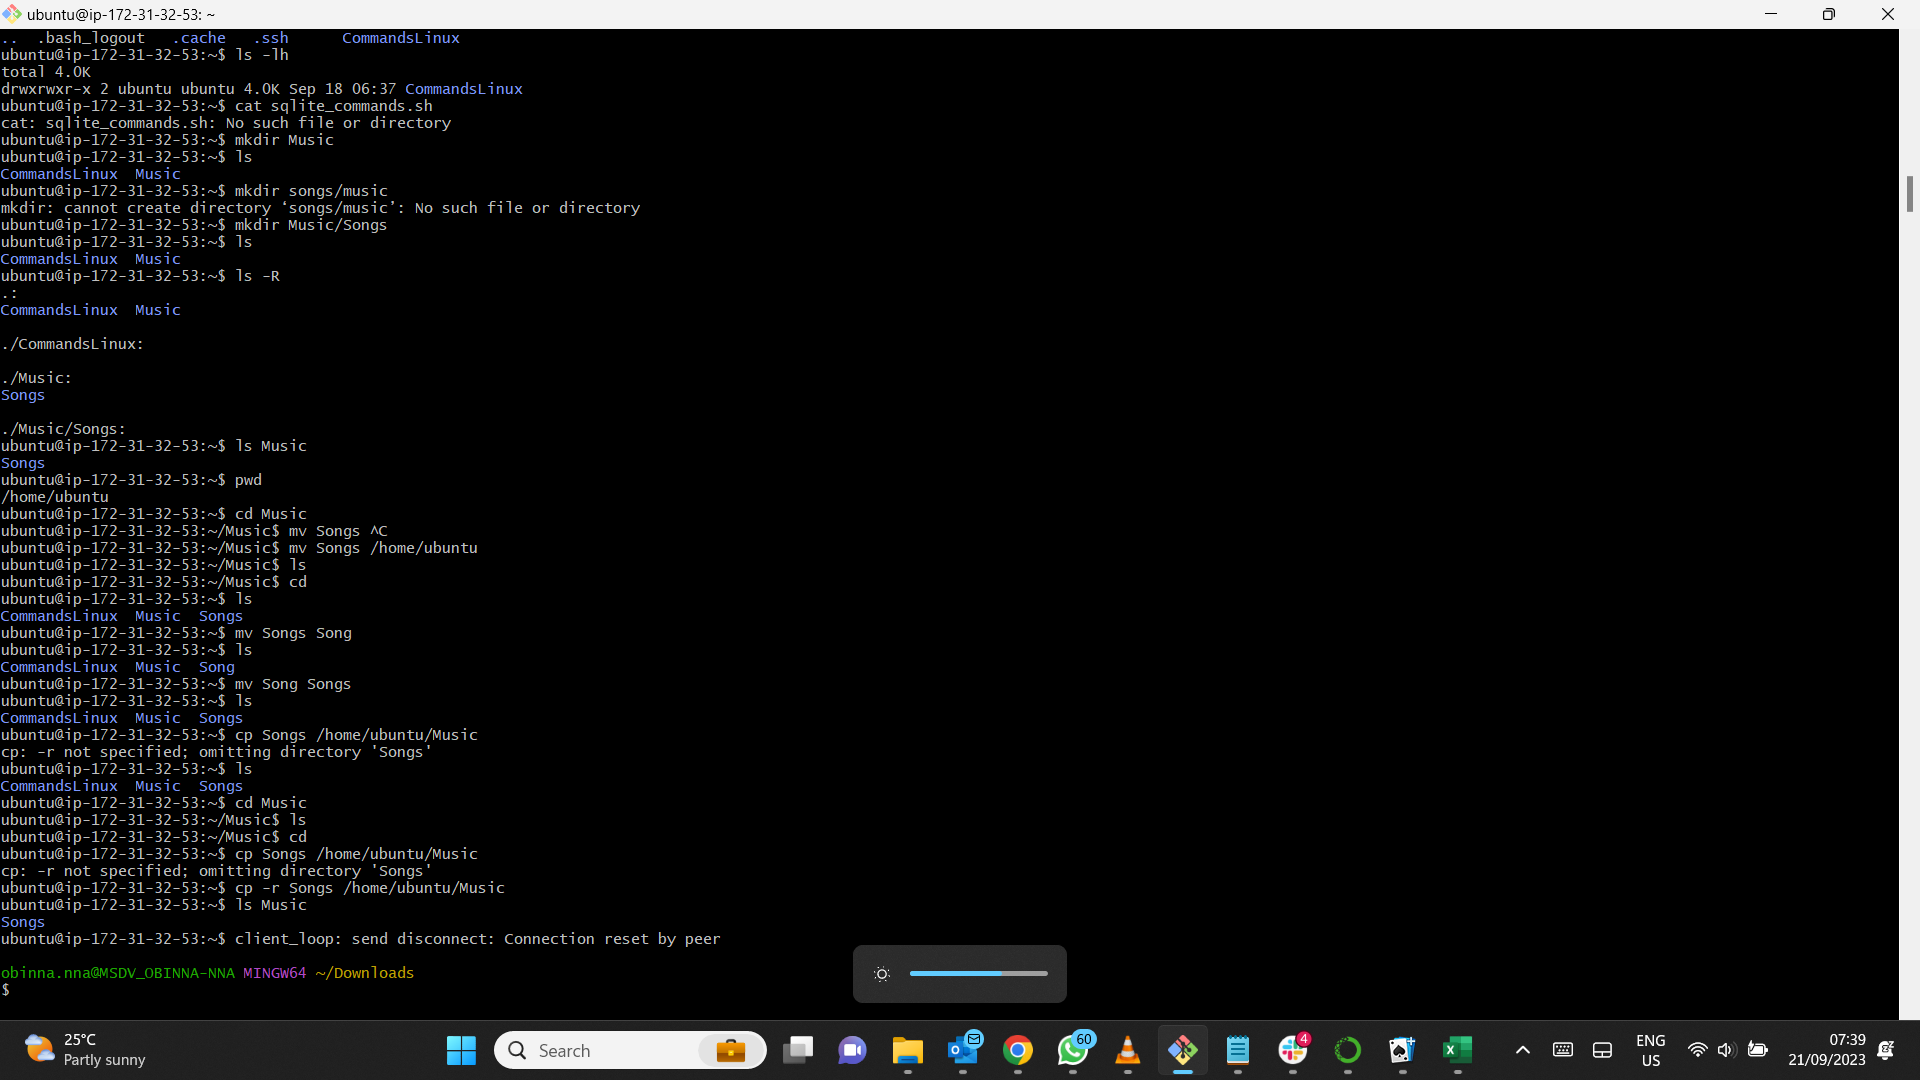 ubuntu@ip-172-31-32-53: ~
..  .bash_logout   .cache   .ssh      CommandsLinux
ubuntu@ip-172-31-32-53:~$ ls -lh
total 4.0K
drwxrwxr-x 2 ubuntu ubuntu 4.0K Sep 18 06:37 CommandsLinux
ubuntu@ip-172-31-32-53:~$ cat sqlite_commands.sh
cat: sqlite_commands.sh: No such file or directory
ubuntu@ip-172-31-32-53:~$ mkdir Music
ubuntu@ip-172-31-32-53:~$ ls
CommandsLinux  Music
ubuntu@ip-172-31-32-53:~$ mkdir songs/music
mkdir: cannot create directory ‘songs/music’: No such file or directory
ubuntu@ip-172-31-32-53:~$ mkdir Music/Songs
ubuntu@ip-172-31-32-53:~$ ls
CommandsLinux  Music
ubuntu@ip-172-31-32-53:~$ ls -R
.:
CommandsLinux  Music
./CommandsLinux:
./Music:
Songs
./Music/Songs:
ubuntu@ip-172-31-32-53:~$ ls Music
Songs
ubuntu@ip-172-31-32-53:~$ pwd
/home/ubuntu
ubuntu@ip-172-31-32-53:~$ cd Music
ubuntu@ip-172-31-32-53:~/Music$ mv Songs ^C
ubuntu@ip-172-31-32-53:~/Music$ mv Songs /home/ubuntu
ubuntu@ip-172-31-32-53:~/Music$ ls
ubuntu@ip-172-31-32-53:~/Music$ cd
ubuntu@ip-172-31-32-53:~$ ls
CommandsLinux  Music  Songs
ubuntu@ip-172-31-32-53:~$ mv Songs Song
ubuntu@ip-172-31-32-53:~$ ls
CommandsLinux  Music  Song
ubuntu@ip-172-31-32-53:~$ mv Song Songs
ubuntu@ip-172-31-32-53:~$ ls
CommandsLinux  Music  Songs
ubuntu@ip-172-31-32-53:~$ cp Songs /home/ubuntu/Music
cp: -r not specified; omitting directory 'Songs'
ubuntu@ip-172-31-32-53:~$ ls
CommandsLinux  Music  Songs
ubuntu@ip-172-31-32-53:~$ cd Music
ubuntu@ip-172-31-32-53:~/Music$ ls
ubuntu@ip-172-31-32-53:~/Music$ cd
ubuntu@ip-172-31-32-53:~$ cp Songs /home/ubuntu/Music
cp: -r not specified; omitting directory 'Songs'
ubuntu@ip-172-31-32-53:~$ cp -r Songs /home/ubuntu/Music
ubuntu@ip-172-31-32-53:~$ ls Music
Songs
ubuntu@ip-172-31-32-53:~$ client_loop: send disconnect: Connection reset by peer
obinna.nna@MSDV_OBINNA-NNA MINGW64 ~/Downloads
$
25°C
Partly sunny
Search
60
4
ENG
US
07:39
21/09/2023